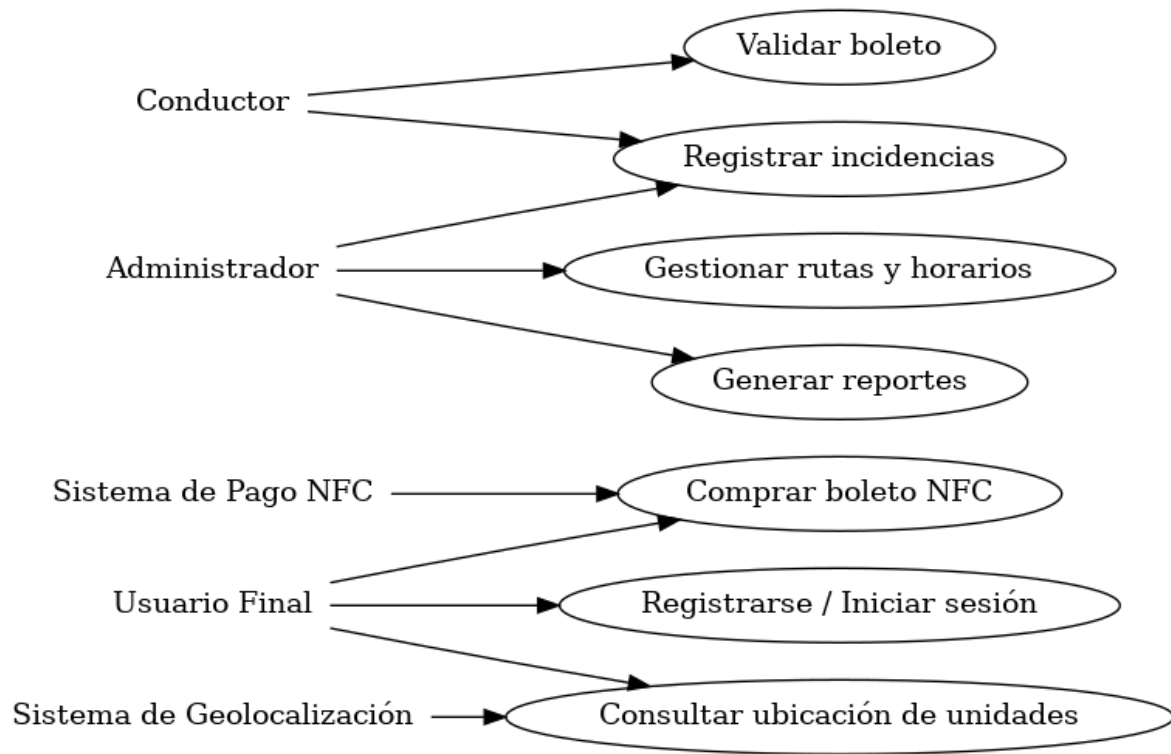 Validar boleto
Conductor
Registrar incidencias
Administrador
Gestionar rutas y horarios
Generar reportes
Sistema de Pago NFC
Comprar boleto NFC
Usuario Final
Registrarse / Iniciar sesión
Sistema de Geolocalización
Consultar ubicación de unidades